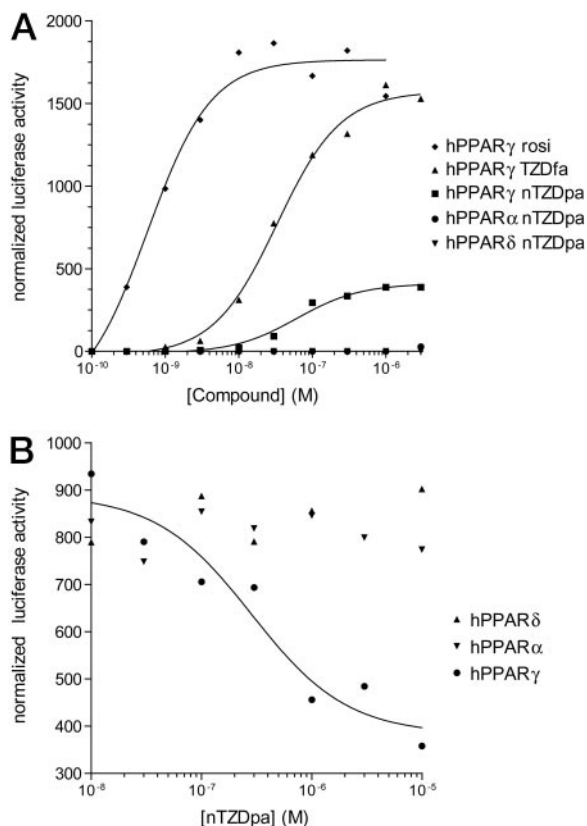 A
2000
1500
1000
500
0
normalized luciferase activity
10⁻¹⁰ 10⁻⁹ 10⁻⁸ 10⁻⁷ 10⁻⁶
[Compound] (M)
hPPARγ rosi
hPPARγ TZDfa
hPPARγ nTZDpa
hPPARα nTZDpa
hPPARδ nTZDpa
B
1000
900
800
700
600
500
400
300
normalized luciferase activity
10⁻⁸ 10⁻⁷ 10⁻⁶ 10⁻⁵
[nTZDpa] (M)
hPPARδ
hPPARα
hPPARγ